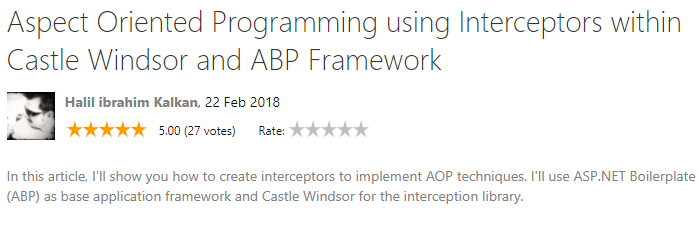 Aspect Oriented Programming using Interceptors within
Castle Windsor and ABP Framework
Halil ibrahim Kalkan, 22 Feb 2018
5.00 (27 votes) Rate:
In this article, I'll show you how to create interceptors to implement AOP techniques. I'll use ASP.NET Boilerplate
(ABP) as base application framework and Castle Windsor for the interception library.